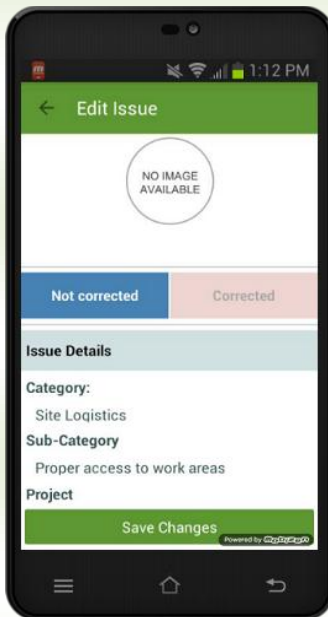 1:12 PM
Edit Issue
NO IMAGE
AVAILABLE
Not corrected
Corrected
Issue Details
Category:
Site Logistics
Sub-Category
Proper access to work areas
Project
Save Changes
Powered by